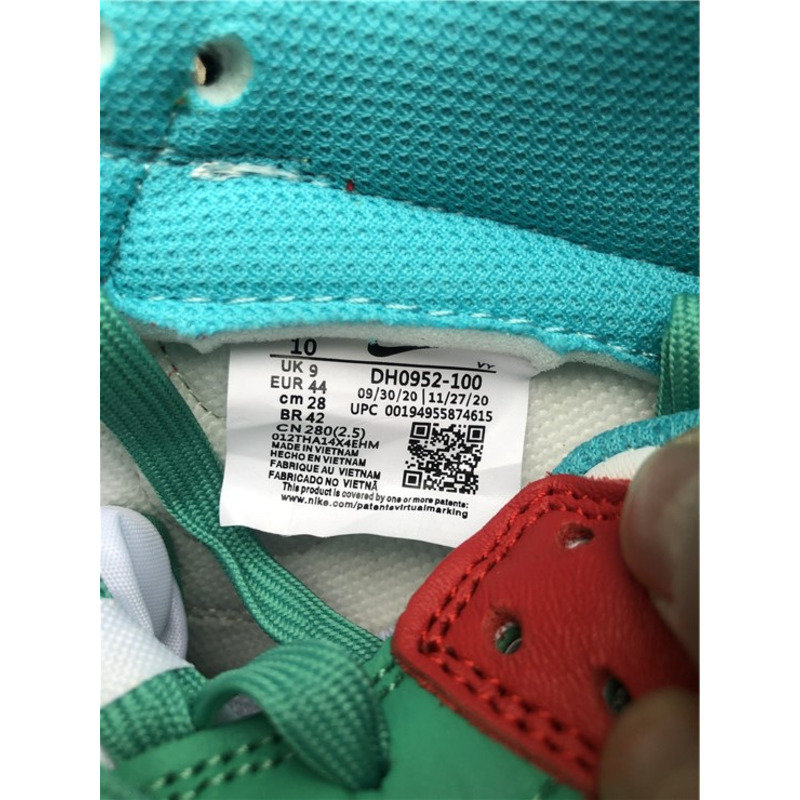 10
VY
UK 9
EUR 44
cm 28
BR 42
DH0952-100
09/30/20 | 11/27/20
UPC 00194955874615
CN 280(2.5)
012THA14X4EHM
MADE IN VIETNAM
HECHO EN VIETNAM
FABRIQUE AU VIETNAM
FABRICADO NO VIETNÃ
This product is covered by one or more patents:
www.nike.com/patentsvirtualmarking